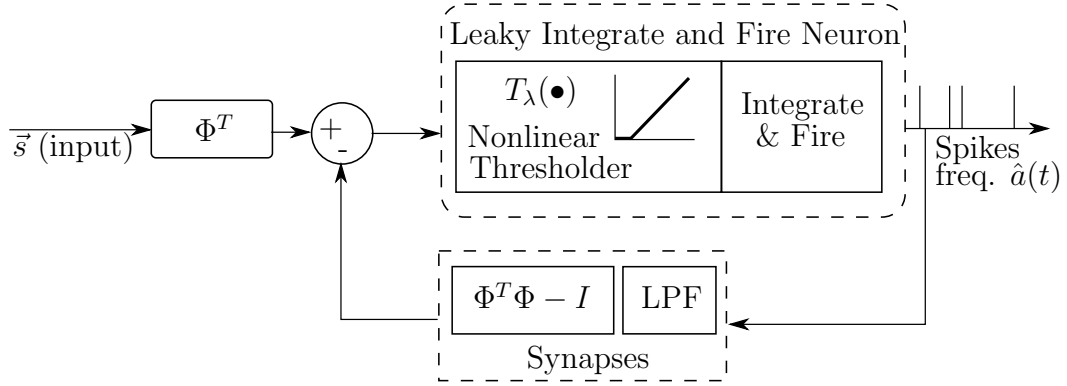 Leaky Integrate and Fire Neuron
T_λ(●)
Nonlinear
Thresholder
Integrate
& Fire
s⃗ (input)
Φ^T
+
-
Spikes
freq. â(t)
Φ^TΦ − I
LPF
Synapses